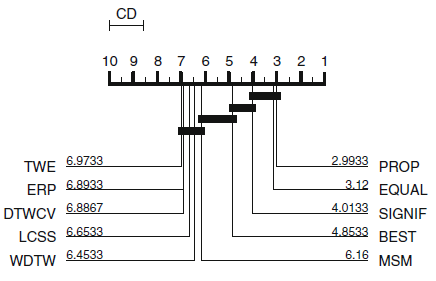 CD
10 9 8 7 6 5 4 3 2 1
TWE 6.9733 2.9933 PROP
ERP 6.8933 3.12 EQUAL
DTWCV 6.8867 4.0133 SIGNIF
LCSS 6.6533 4.8533 BEST
WDTW 6.4533 6.16 MSM